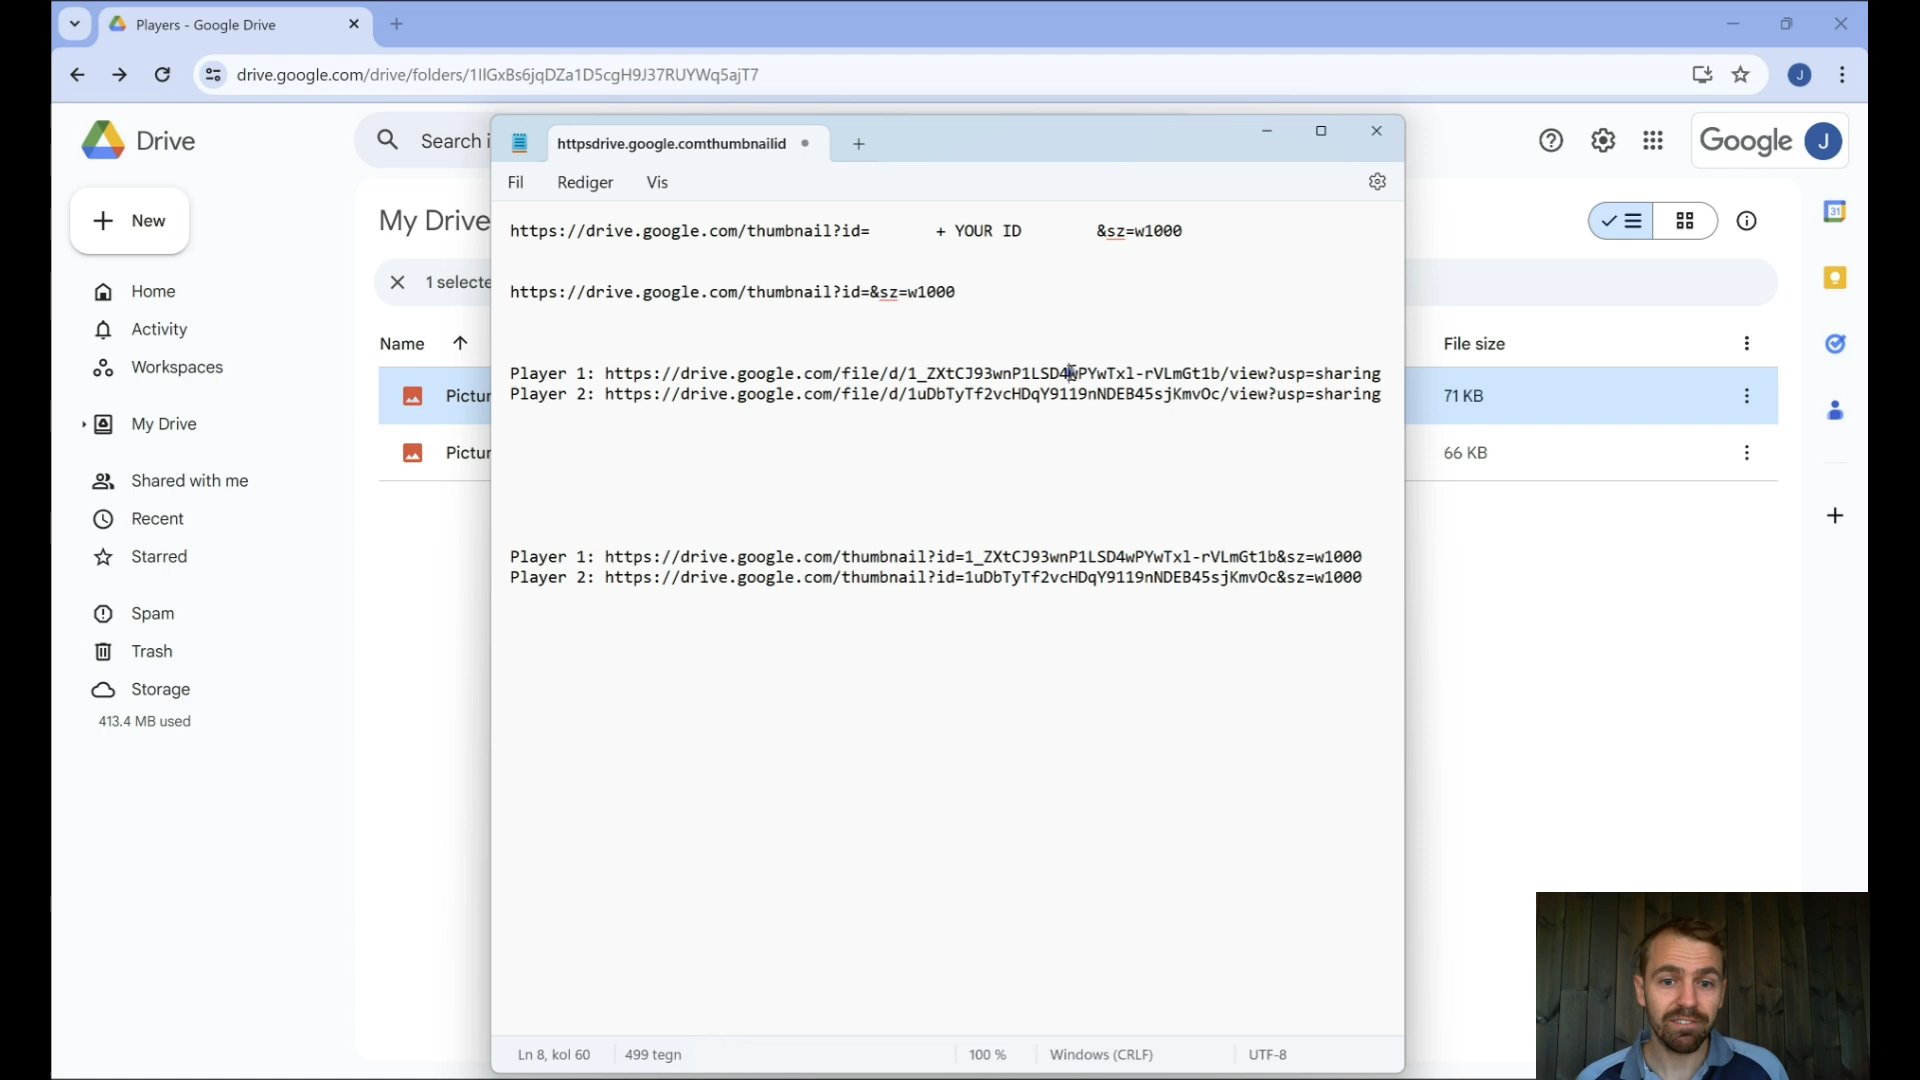 Players - Google Drive
drive.google.com/drive/folders/1IlGxBs6jqDZa1D5cgH9J37RUYWq5ajT7
J
Drive
Search i
Google
J
New
My Drive
1 selecte
Name
File size
Pictur
71 KB
Pictur
66 KB
Home
Activity
Workspaces
My Drive
Shared with me
Recent
Starred
Spam
Trash
Storage
413.4 MB used
31
httpsdrive.google.comthumbnailid
Fil Rediger Vis
https://drive.google.com/thumbnail?id= + YOUR ID &sz=w1000
https://drive.google.com/thumbnail?id=&sz=w1000
Player 1: https://drive.google.com/file/d/1_ZXtCJ93wnP1LSD4wPYwTxl-rVLmGt1b/view?usp=sharing
Player 2: https://drive.google.com/file/d/1uDbTyTf2vcHDqY9119nNDEB45sjKmvOc/view?usp=sharing
Player 1: https://drive.google.com/thumbnail?id=1_ZXtCJ93wnP1LSD4wPYwTxl-rVLmGt1b&sz=w1000
Player 2: https://drive.google.com/thumbnail?id=1uDbTyTf2vcHDqY9119nNDEB45sjKmvOc&sz=w1000
Ln 8, kol 60
499 tegn
100 %
Windows (CRLF)
UTF-8